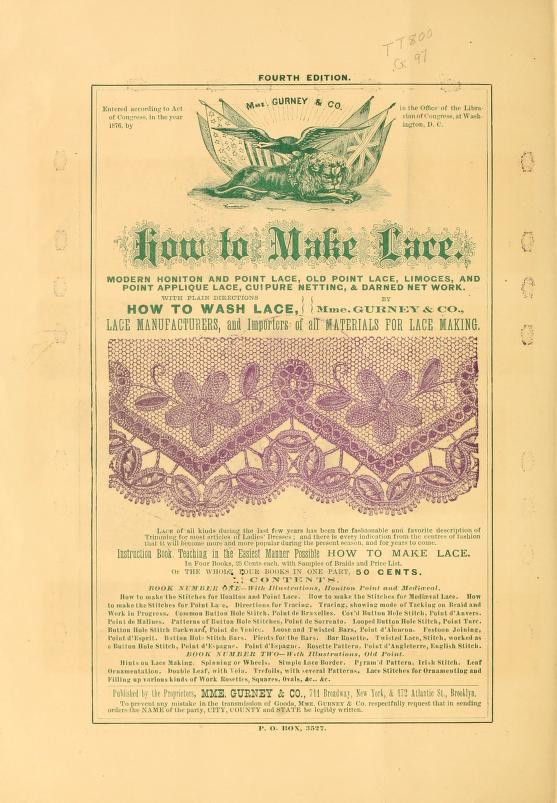 TT800
.G 97
FOURTH EDITION.
Entered according to Act
of Congress, in the year
1876, by
MME. GURNEY & CO.
in the Office of the Libra-
rian of Congress, at Wash-
ington, D. C.
How to Make Lace.
MODERN HONITON AND POINT LACE, OLD POINT LACE, LIMOGES, AND
POINT APPLIQUE LACE, GUIPURE NETTING, & DARNED NET WORK.
WITH PLAIN DIRECTIONS
HOW TO WASH LACE,
BY
Mme. GURNEY & CO.,
LACE MANUFACTURERS, and Importers of all MATERIALS FOR LACE MAKING.
LACE of all kinds during the last few years has been the fashionable and favorite description of
Trimming for most articles of Ladies' Dresses; and there is every indication from the centres of fashion
that it will become more and more popular during the present season, and for years to come.
Instruction Book. Teaching in the Easiest Manner Possible HOW TO MAKE LACE.
In Four Books, 25 Cents each, with Samples of Braids and Price List.
Or THE WHOLE FOUR BOOKS IN ONE PART, 50 CENTS.
CONTENTS.
BOOK NUMBER ONE—With Illustrations, Honiton Point and Mediæval.
How to make the Stitches for Honiton and Point Lace. How to make the Stitches for Mediæval Lace. How
to make the Stitches for Point Lace. Directions for Tracing. Tracing, showing mode of Tacking on Braid and
Work in Progress. Common Button Hole Stitch. Point de Bruxelles. Cov'd Button Hole Stitch, Point d'Anvers.
Point de Malines. Patterns of Button Hole Stitches, Point de Sorrento. Looped Button Hole Stitch, Point Turc.
Button Hole Stitch Backward, Point de Venice. Loose and Twisted Bars, Point d'Alencon. Festoon Joining,
Point d'Esprit. Button Hole Stitch Bars. Picots for the Bars. Bar Rosette. Twisted Lace, Stitch, worked as
a Button Hole Stitch, Point d'Espagne. Point d'Espagne. Rosette Pattern, Point d'Angleterre, English Stitch.
BOOK NUMBER TWO—With Illustrations, Old Point.
Hints on Lace Making. Spinning or Wheels. Simple Lace Border. Pyram'd Pattern, Irish Stitch. Leaf
Ornamentation. Double Leaf, with Vein. Trefoils, with several Patterns. Lace Stitches for Ornamenting and
Filling up various kinds of Work Rosettes, Squares, Ovals, &c., &c.
Published by the Proprietors, MME. GURNEY & CO., 711 Broadway, New York, & 172 Atlantic St., Brooklyn.
To prevent any mistake in the transmission of Goods, MME. GURNEY & Co. respectfully request that in sending
orders the NAME of the party, CITY, COUNTY and STATE be legibly written.
P. O. BOX, 3527.